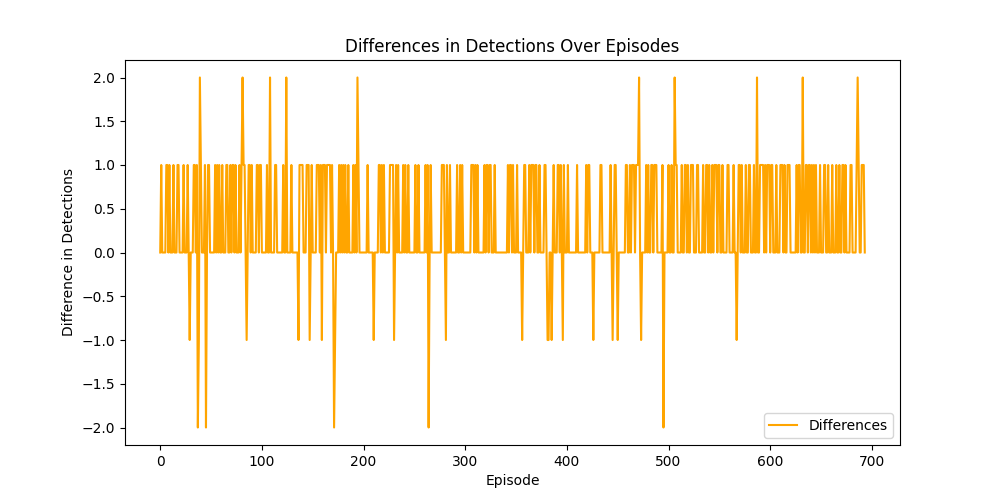 Differences in Detections Over Episodes
2.0
1.5
1.0
0.5
0.0
−0.5
−1.0
−1.5
−2.0
Difference in Detections
Differences
0 100 200 300 400 500 600 700
Episode